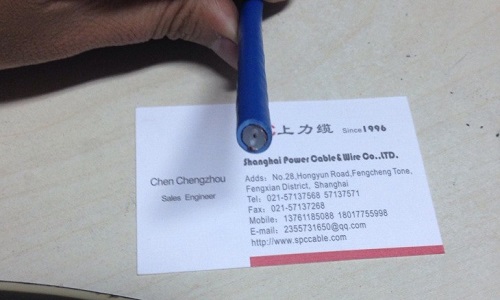 上力缆 Since1996
Shanghai Power Cable & Wire Co.,LTD.
Chen Chengzhou
Sales Engineer
Adds: No.28,Hongyun Road,Fengcheng Tone,
Fengxian District, Shanghai
Tel: 021-57137568 57137571
Fax: 021-57137268
Mobile: 13761185088 18017755998
E-mail: 2355731650@qq.com
http://www.spccable.com